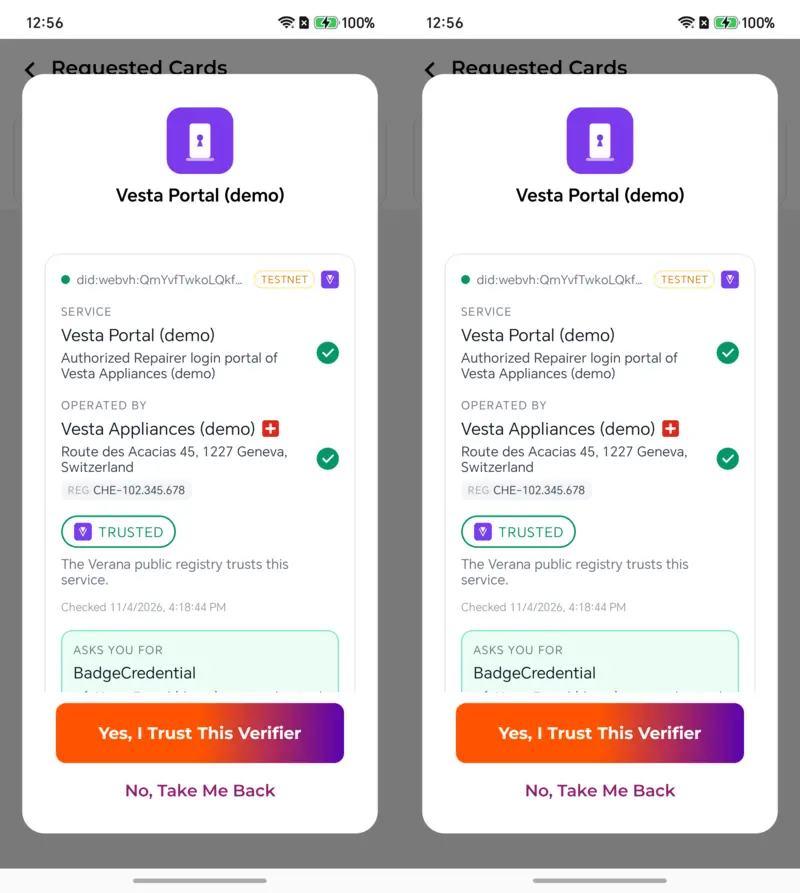 12:56
100%
Requested Cards
Vesta Portal (demo)
did:webvh:QmYvfTwkoLQkf...
TESTNET
SERVICE
Vesta Portal (demo)
Authorized Repairer login portal of
Vesta Appliances (demo)
OPERATED BY
Vesta Appliances (demo)
Route des Acacias 45, 1227 Geneva,
Switzerland
REG CHE-102.345.678
TRUSTED
The Verana public registry trusts this
service.
Checked 11/4/2026, 4:18:44 PM
ASKS YOU FOR
BadgeCredential
Yes, I Trust This Verifier
No, Take Me Back
12:56
100%
Requested Cards
Vesta Portal (demo)
did:webvh:QmYvfTwkoLQkf...
TESTNET
SERVICE
Vesta Portal (demo)
Authorized Repairer login portal of
Vesta Appliances (demo)
OPERATED BY
Vesta Appliances (demo)
Route des Acacias 45, 1227 Geneva,
Switzerland
REG CHE-102.345.678
TRUSTED
The Verana public registry trusts this
service.
Checked 11/4/2026, 4:18:44 PM
ASKS YOU FOR
BadgeCredential
Yes, I Trust This Verifier
No, Take Me Back